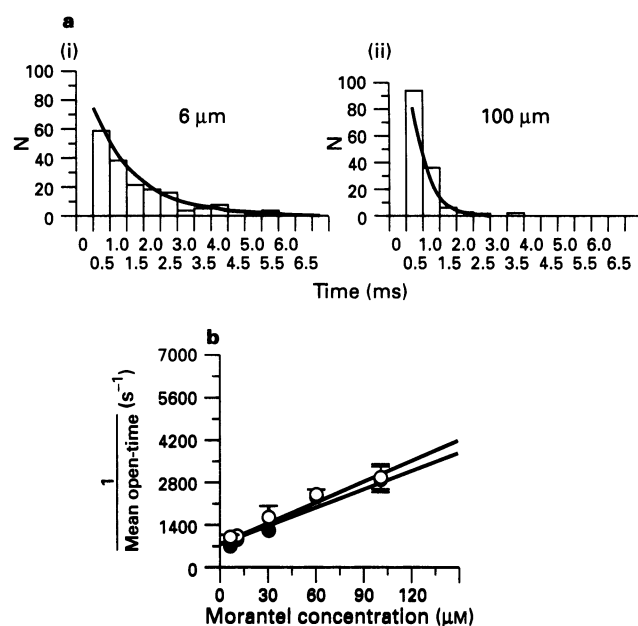 a
(i)
(ii)
100
80
60
40
20
0
N
6 μm
0 1.0 2.0 3.0 4.0 5.0 6.0
0.5 1.5 2.5 3.5 4.5 5.5 6.5
100
80
60
40
20
0
N
100 μm
0 1.0 2.0 3.0 4.0 5.0 6.0
0.5 1.5 2.5 3.5 4.5 5.5 6.5
Time (ms)
b
7000
5600
4200
2800
1400
0
1
Mean open-time (s⁻¹)
0 30 60 90 120
Morantel concentration (μM)